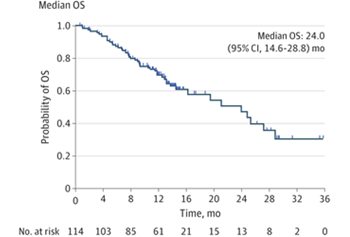 Median OS
Median OS: 24.0
(95% CI, 14.6-28.8) mo
Probability of OS
1.0
0.8
0.6
0.4
0.2
0
0 4 8 12 16 20 24 28 32 36
Time, mo
No. at risk 114 103 85 61 21 15 13 8 2 0